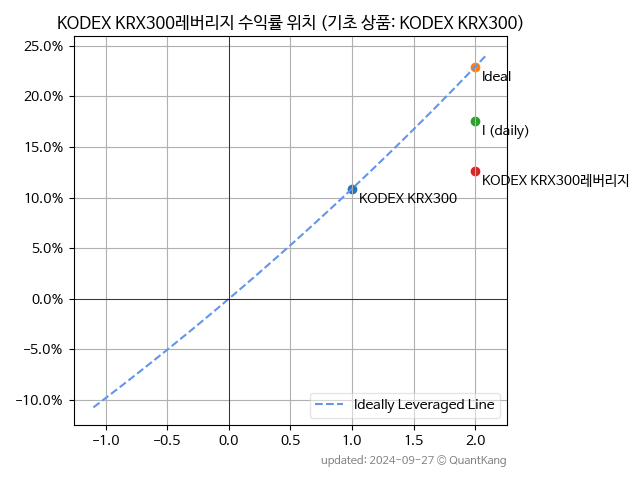 KODEX KRX300레버리지 수익률 위치 (기초 상품: KODEX KRX300)
25.0%
20.0%
15.0%
10.0%
5.0%
0.0%
−5.0%
−10.0%
Ideal
I (daily)
KODEX KRX300레버리지
KODEX KRX300
Ideally Leveraged Line
−1.0 −0.5 0.0 0.5 1.0 1.5 2.0
updated: 2024-09-27 © QuantKang